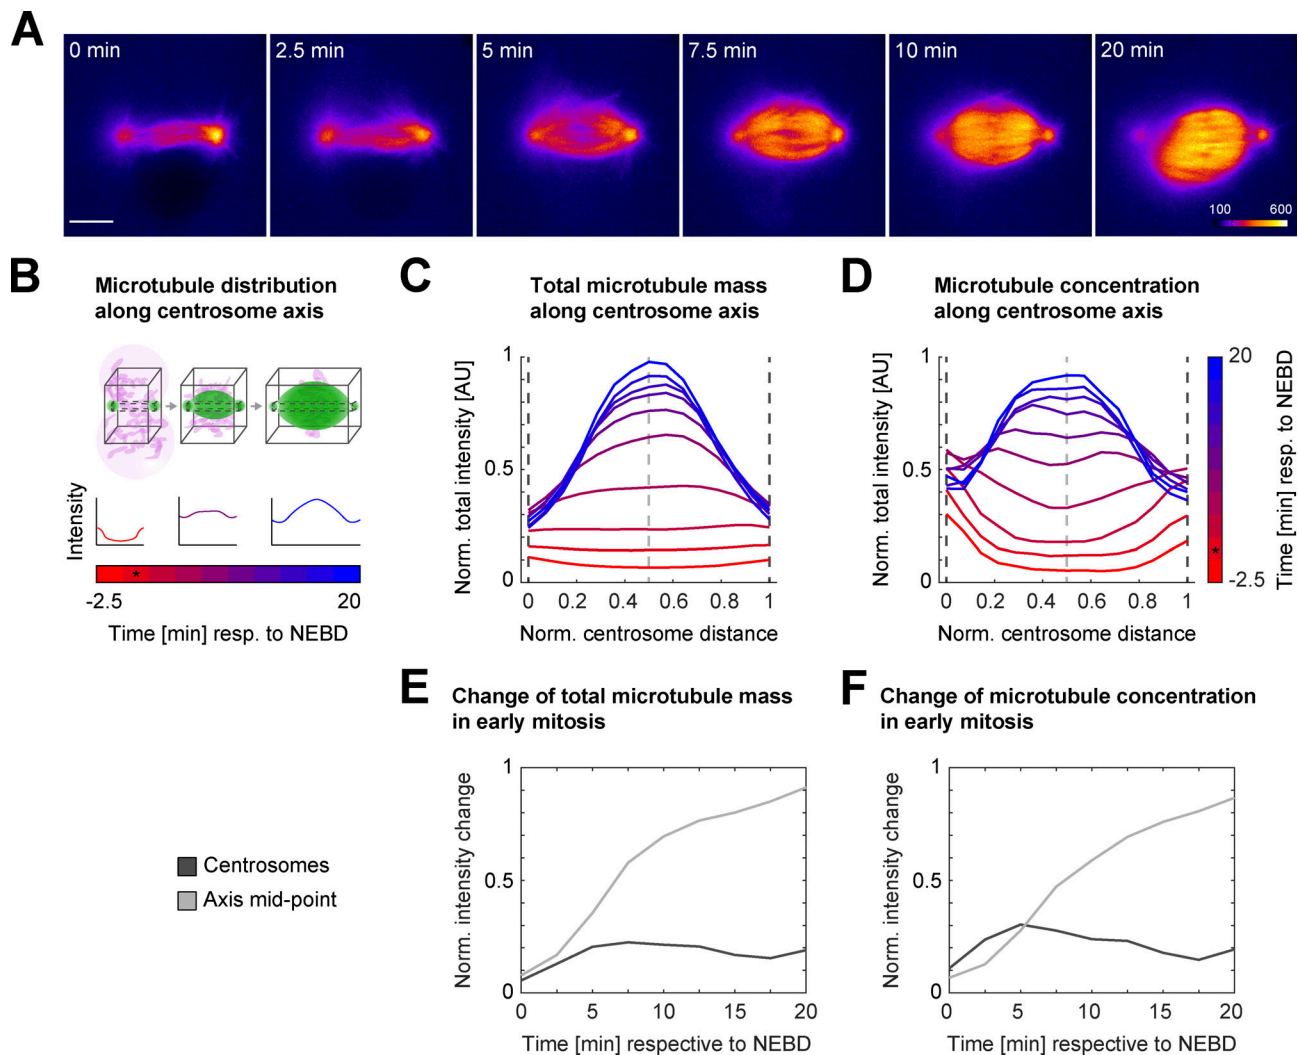 A
0 min
2.5 min
5 min
7.5 min
10 min
20 min
100 600
B
Microtubule distribution
along centrosome axis
Intensity
*
-2.5 20
Time [min] resp. to NEBD
C
Total microtubule mass
along centrosome axis
Norm. total intensity [AU]
1
0.5
0
0 0.2 0.4 0.6 0.8 1
Norm. centrosome distance
D
Microtubule concentration
along centrosome axis
Norm. total intensity [AU]
1
0.5
0
0 0.2 0.4 0.6 0.8 1
Norm. centrosome distance
20
*
-2.5
Time [min] resp. to NEBD
Centrosomes
Axis mid-point
E
Change of total microtubule mass
in early mitosis
Norm. intensity change
1
0.5
0
0 5 10 15 20
Time [min] respective to NEBD
F
Change of microtubule concentration
in early mitosis
Norm. intensity change
1
0.5
0
0 5 10 15 20
Time [min] respective to NEBD